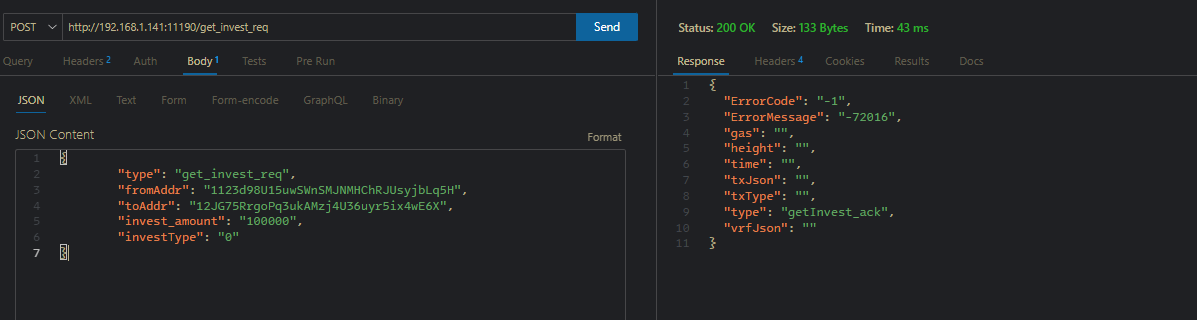 POST http://192.168.1.141:11190/get_invest_req Send
Query Headers 2 Auth Body 1 Tests Pre Run
JSON XML Text Form Form-encode GraphQL Binary
JSON Content Format
1 {
2 "type": "get_invest_req",
3 "fromAddr": "1123d98U15uwSWnSMJNMHChRJUsyjbLq5H",
4 "toAddr": "12JG75RrgoPq3ukAMzj4U36uyr5ix4wE6X",
5 "invest_amount": "100000",
6 "investType": "0"
7 }
Status: 200 OK Size: 133 Bytes Time: 43 ms
Response Headers 4 Cookies Results Docs
1 {
2 "ErrorCode": "-1",
3 "ErrorMessage": "-72016",
4 "gas": "",
5 "height": "",
6 "time": "",
7 "txJson": "",
8 "txType": "",
9 "type": "getInvest_ack",
10 "vrfJson": ""
11 }